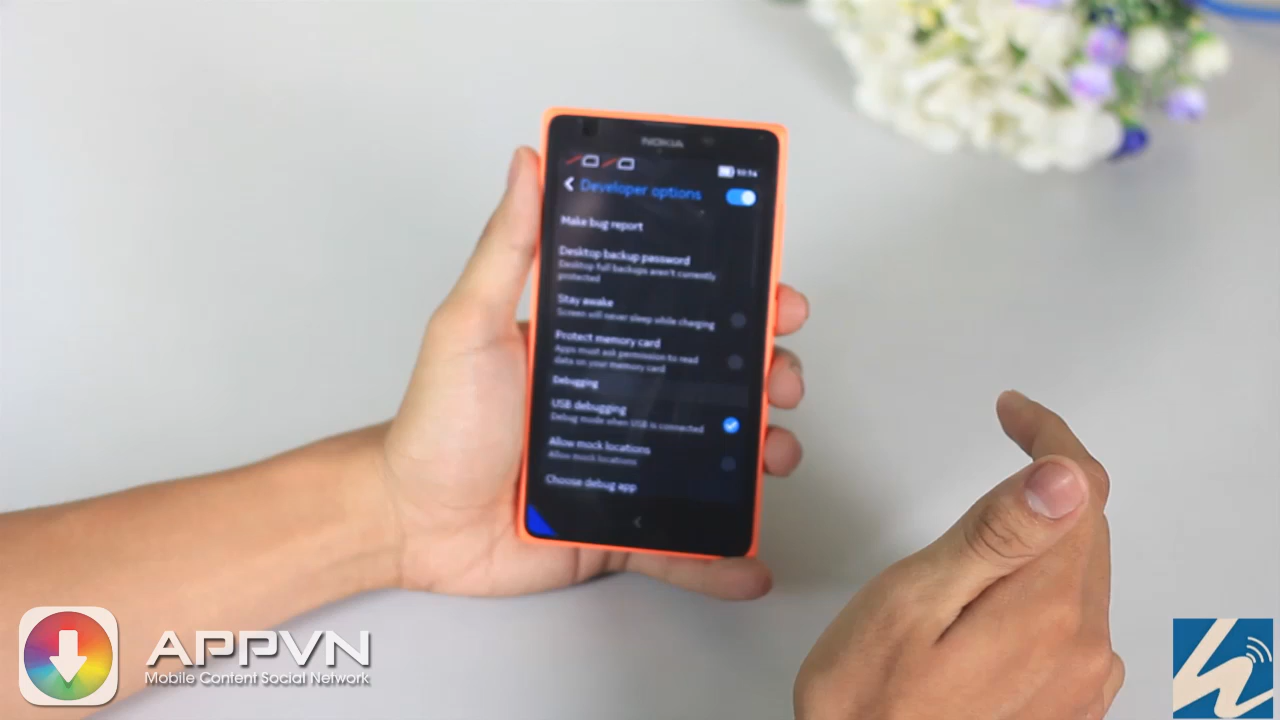 NOKIA
Developer options
Make bug report
Desktop backup password
Desktop full backups aren't currently
protected
Stay awake
Screen will never sleep while charging
Protect memory card
Apps must ask permission to read
data on your memory card
Debugging
USB debugging
Debug mode when USB is connected
Allow mock locations
Allow mock locations
Choose debug app
APPVN
Mobile Content Social Network